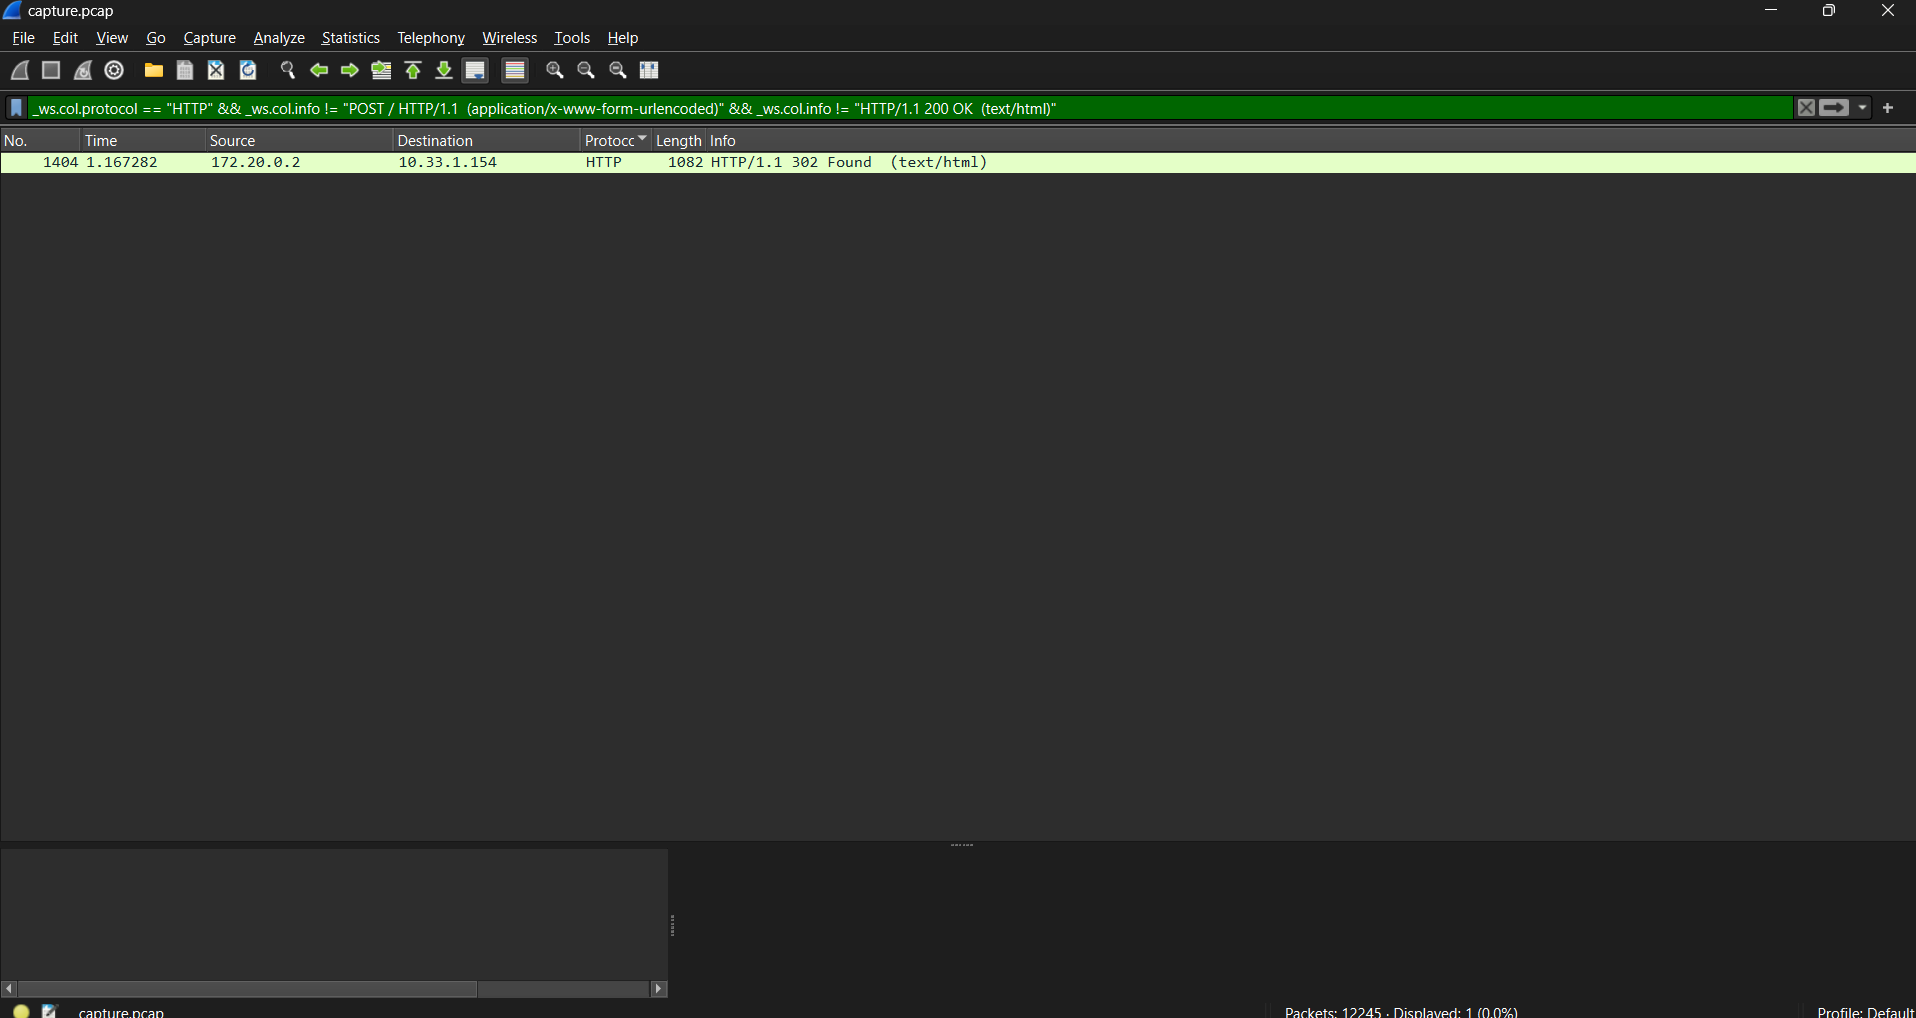 capture.pcap
File Edit View Go Capture Analyze Statistics Telephony Wireless Tools Help
_ws.col.protocol == "HTTP" && _ws.col.info != "POST / HTTP/1.1  (application/x-www-form-urlencoded)" && _ws.col.info != "HTTP/1.1 200 OK  (text/html)"
No. Time Source Destination Protocc Length Info
1404 1.167282 172.20.0.2 10.33.1.154 HTTP 1082 HTTP/1.1 302 Found  (text/html)
capture.pcap Packets: 12245 · Displayed: 1 (0.0%) Profile: Default